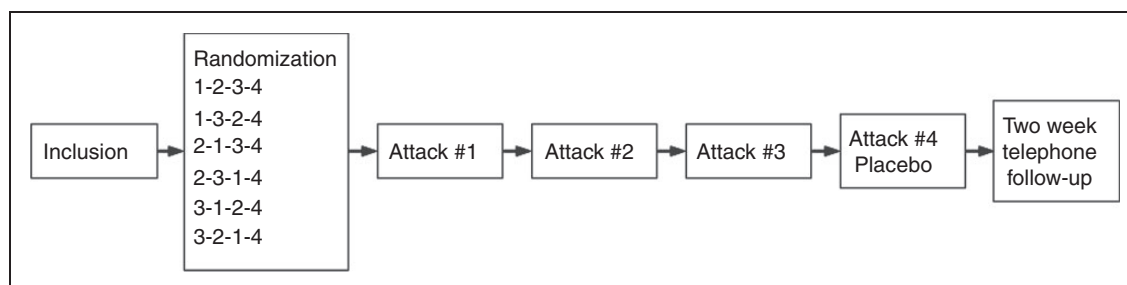 Inclusion
Randomization
1-2-3-4
1-3-2-4
2-1-3-4
2-3-1-4
3-1-2-4
3-2-1-4
Attack #1
Attack #2
Attack #3
Attack #4
Placebo
Two week
telephone
follow-up